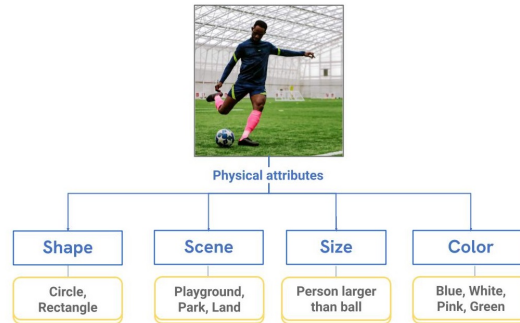 Physical attributes
Shape
Scene
Size
Color
Circle,
Rectangle
Playground,
Park, Land
Person larger
than ball
Blue, White,
Pink, Green